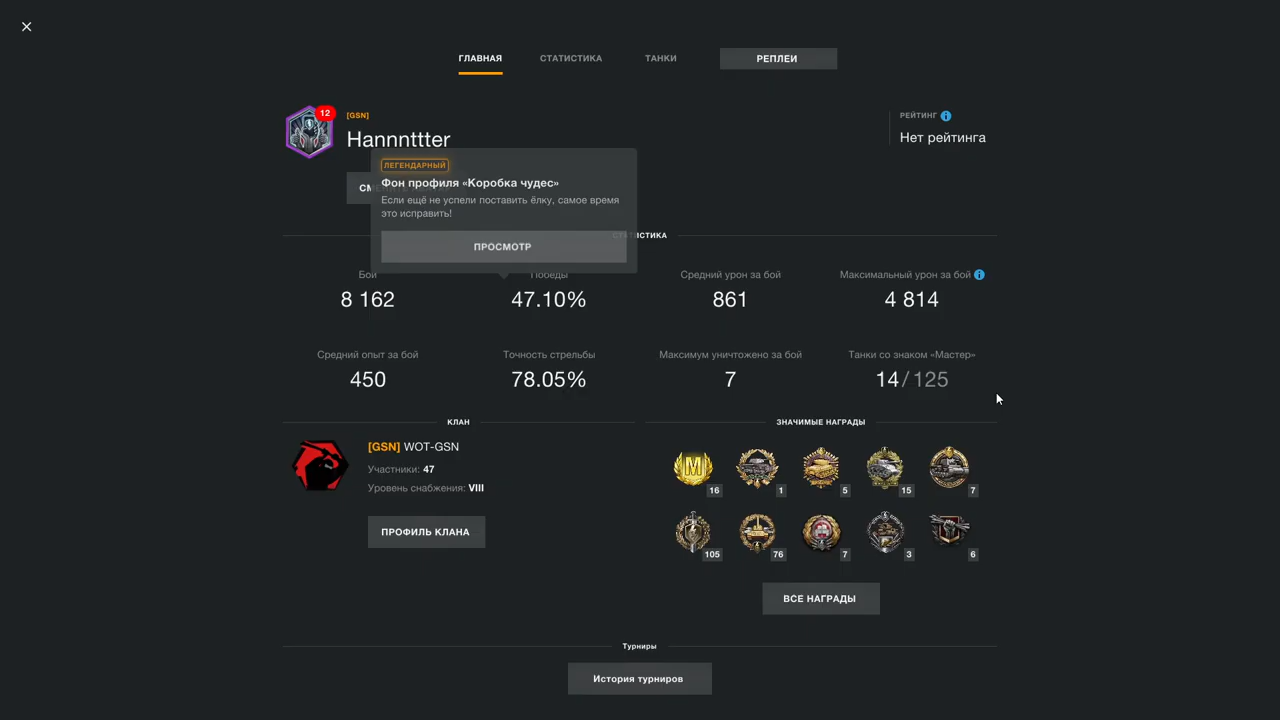 ГЛАВНАЯ
СТАТИСТИКА
ТАНКИ
РЕПЛЕИ
12
[GSN]
Hannnttter
РЕЙТИНГ
Нет рейтинга
ЛЕГЕНДАРНЫЙ
Фон профиля «Коробка чудес»
Если ещё не успели поставить ёлку, самое время
это исправить!
ПРОСМОТР
СТАТИСТИКА
Бои
Победы
Средний урон за бой
Максимальный урон за бой
8 162
47.10%
861
4 814
Средний опыт за бой
Точность стрельбы
Максимум уничтожено за бой
Танки со знаком «Мастер»
450
78.05%
7
14/125
КЛАН
[GSN] WOT-GSN
Участники: 47
Уровень снабжения: VIII
ПРОФИЛЬ КЛАНА
ЗНАЧИМЫЕ НАГРАДЫ
M
16
1
5
15
7
105
76
7
3
6
ВСЕ НАГРАДЫ
Турниры
История турниров